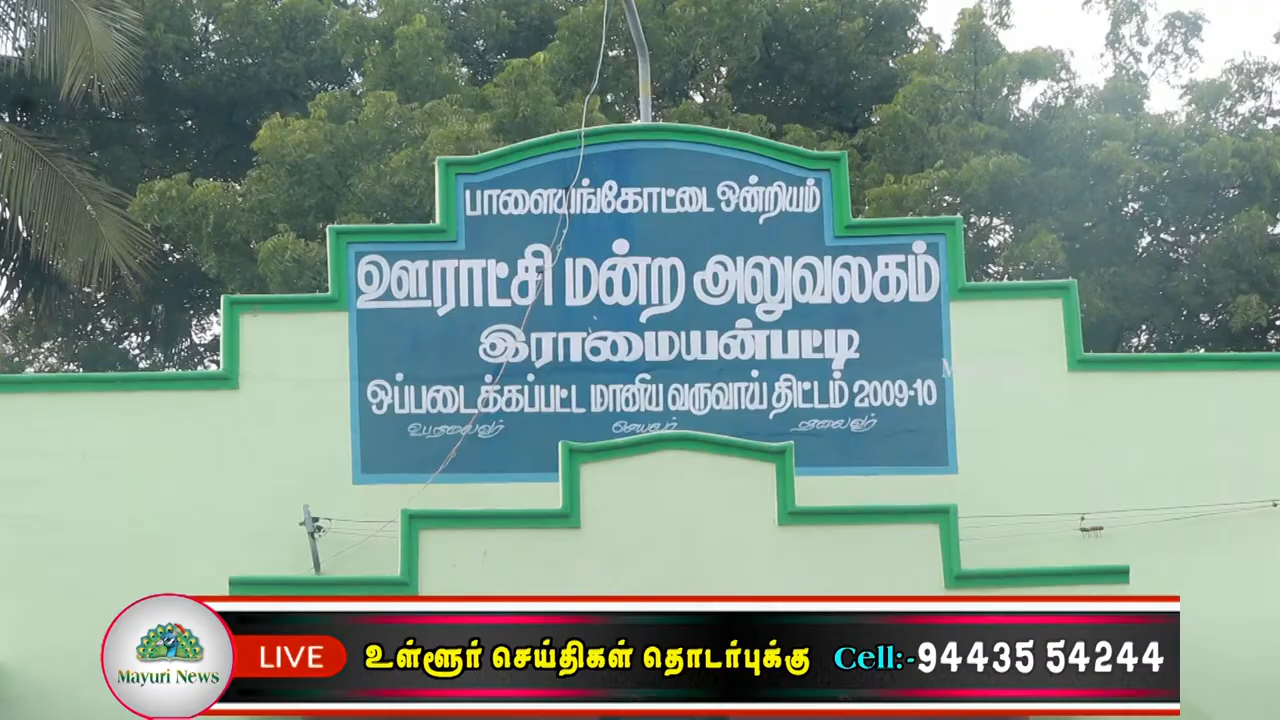 பாளையங்கோட்டை ஒன்றியம்
ஊராட்சி மன்ற அலுவலகம்
இராமையன்பட்டி
ஒப்படைக்கப்பட்ட மானிய வருவாய் திட்டம் 2009-10
உபதலைவர் செயலர் தலைவர்
Mayuri News
LIVE
உள்ளூர் செய்திகள் தொடர்புக்கு Cell:-94435 54244